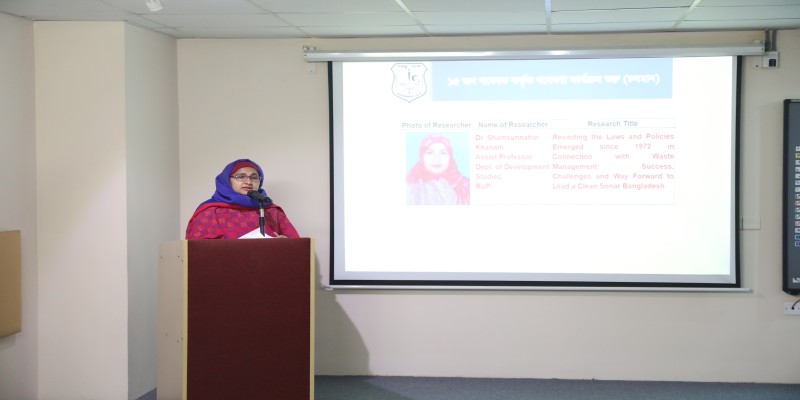 Photo of Researcher Name of Researcher Research Title
Dr Shamsunnahar
Khanam
Assist Professor
Dept. of Development
Studies,
BUP
Revisiting the Laws and Policies
Emerged since 1972 in
Connection with Waste
Management: Success,
Challenges and Way Forward to
Lead a Clean Sonar Bangladesh